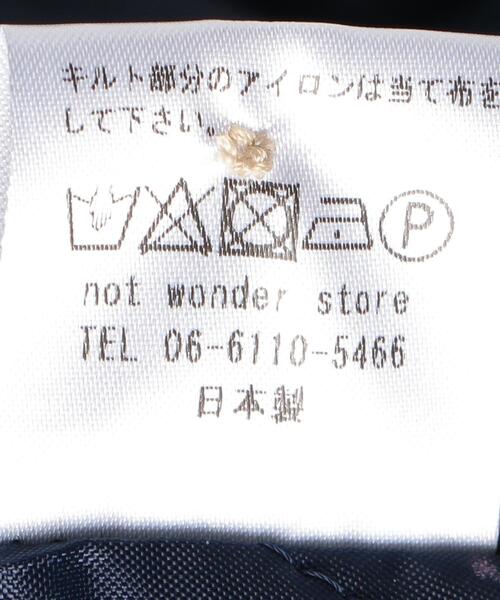 キルト部分のアイロンは当て布を
して下さい。
P
not wonder store
TEL 06-6110-5466
日本製